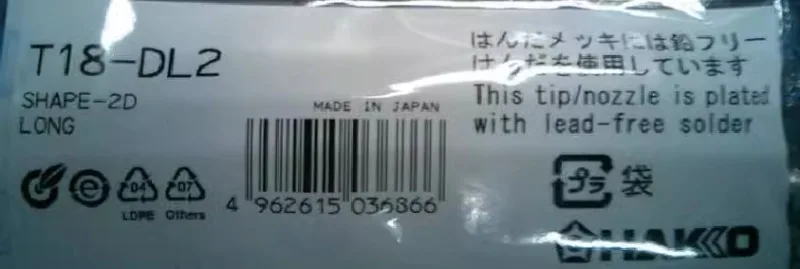 T18-DL2
SHAPE-2D
LONG
MADE IN JAPAN
04
LDPE
07
Others
4 962615 036866
はんだメッキには鉛フリー
はんだを使用しています
This tip/nozzle is plated
with lead-free solder
プラ 袋
HAKKO